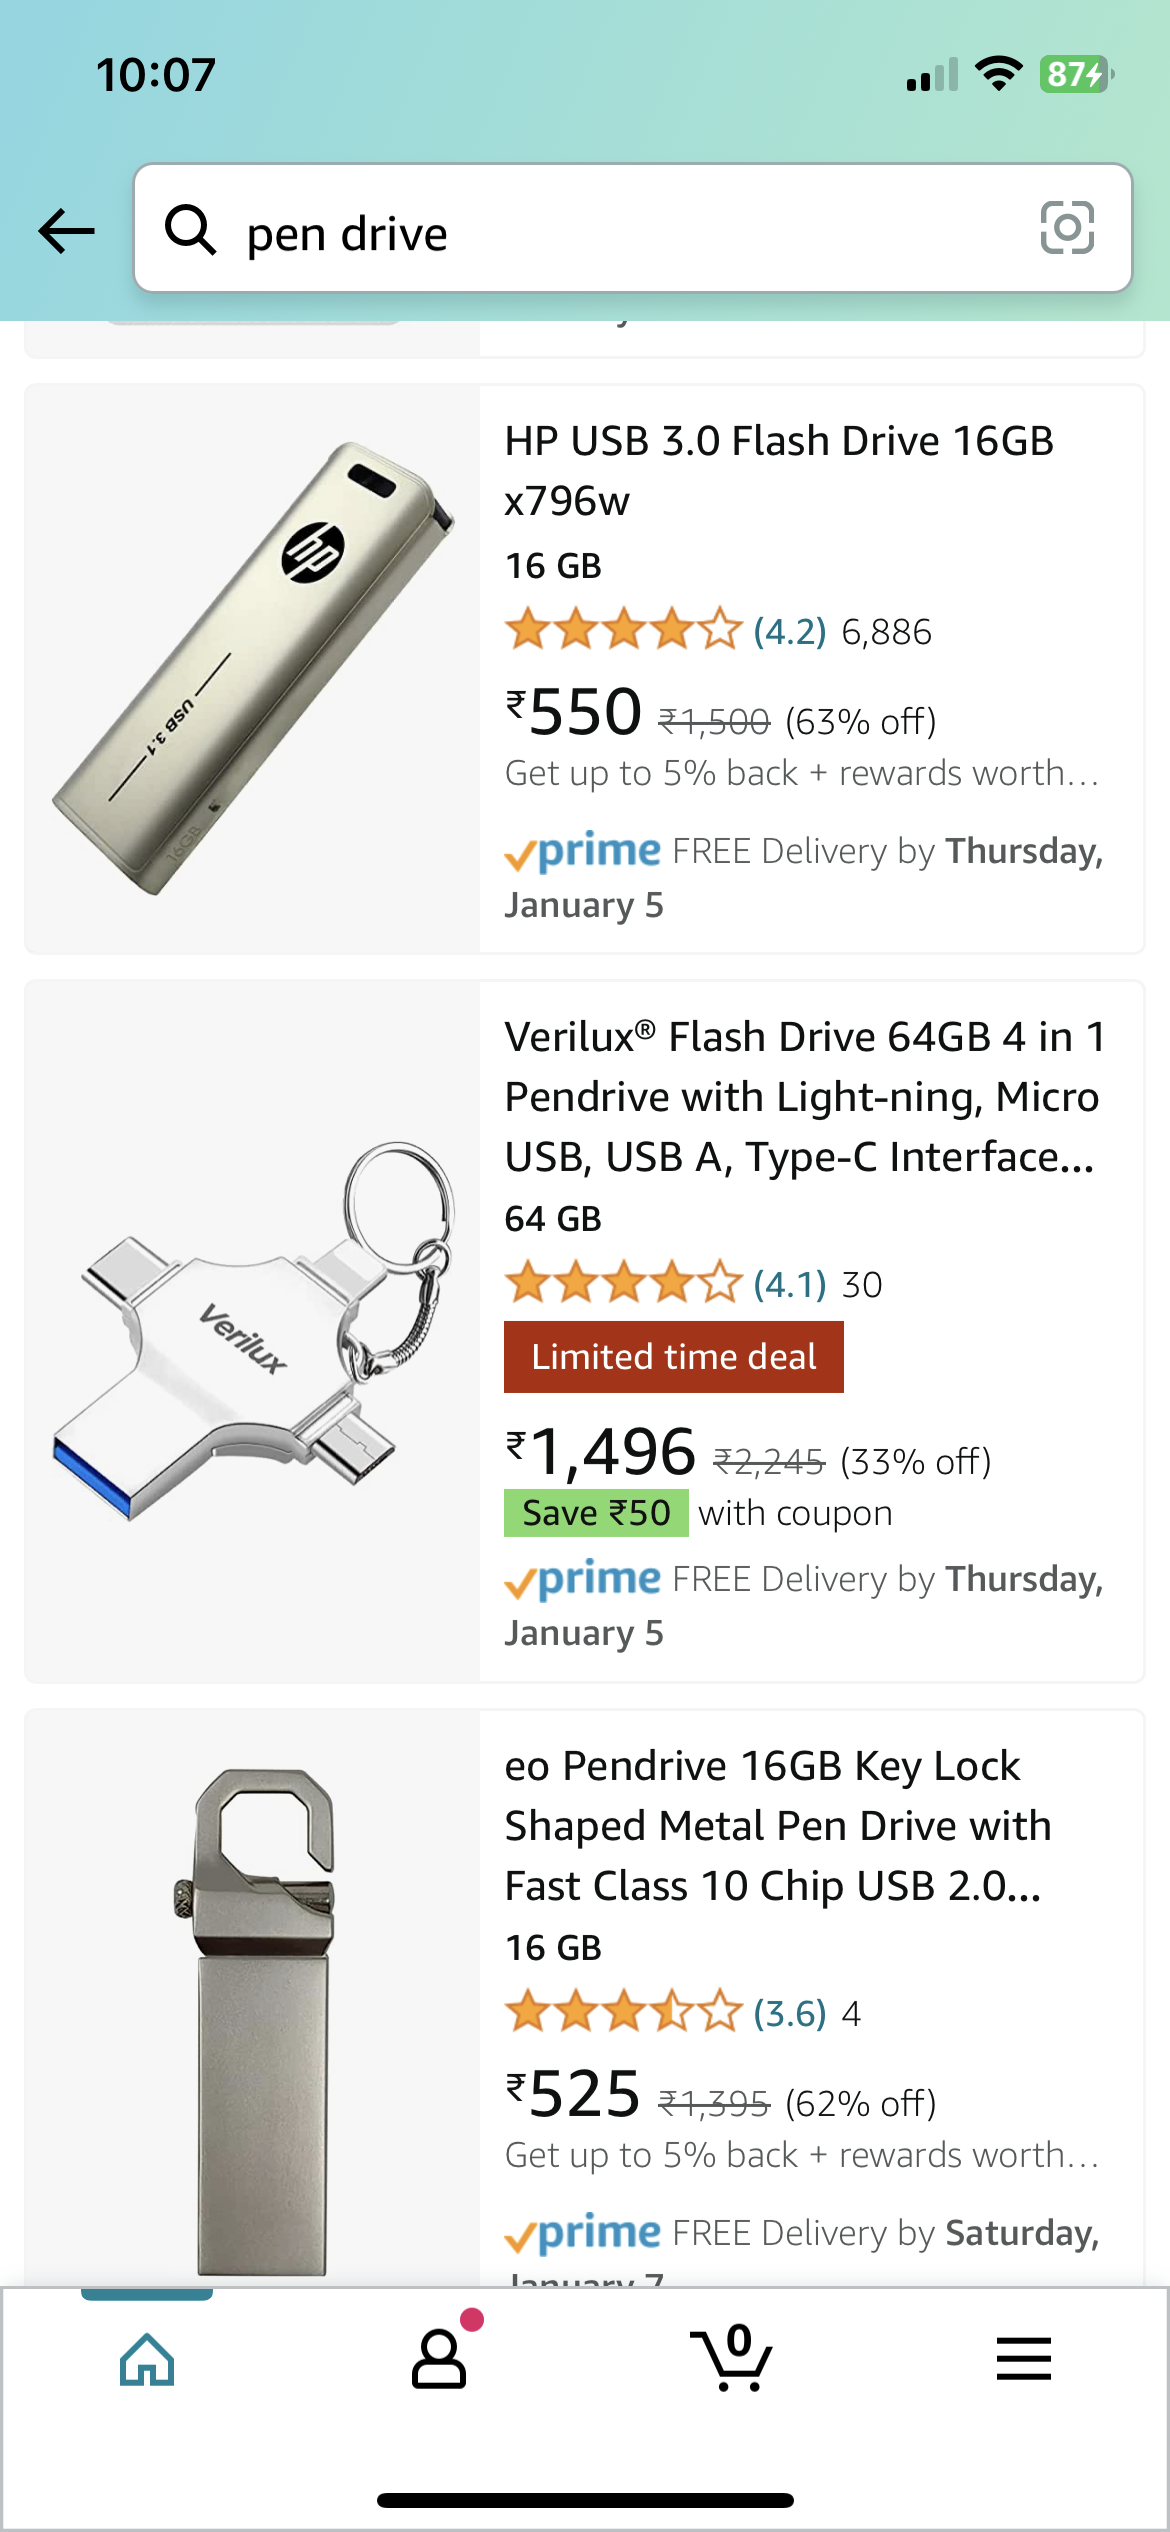 10:07
87
pen drive
HP USB 3.0 Flash Drive 16GB
x796w
16 GB
(4.2) 6,886
₹550 ₹1,500 (63% off)
Get up to 5% back + rewards worth...
prime FREE Delivery by Thursday,
January 5
hp
USB 3.1
16GB
Verilux® Flash Drive 64GB 4 in 1
Pendrive with Light-ning, Micro
USB, USB A, Type-C Interface...
64 GB
(4.1) 30
Limited time deal
₹1,496 ₹2,245 (33% off)
Save ₹50 with coupon
prime FREE Delivery by Thursday,
January 5
Verilux
eo Pendrive 16GB Key Lock
Shaped Metal Pen Drive with
Fast Class 10 Chip USB 2.0...
16 GB
(3.6) 4
₹525 ₹1,395 (62% off)
Get up to 5% back + rewards worth...
prime FREE Delivery by Saturday,
January 7
0